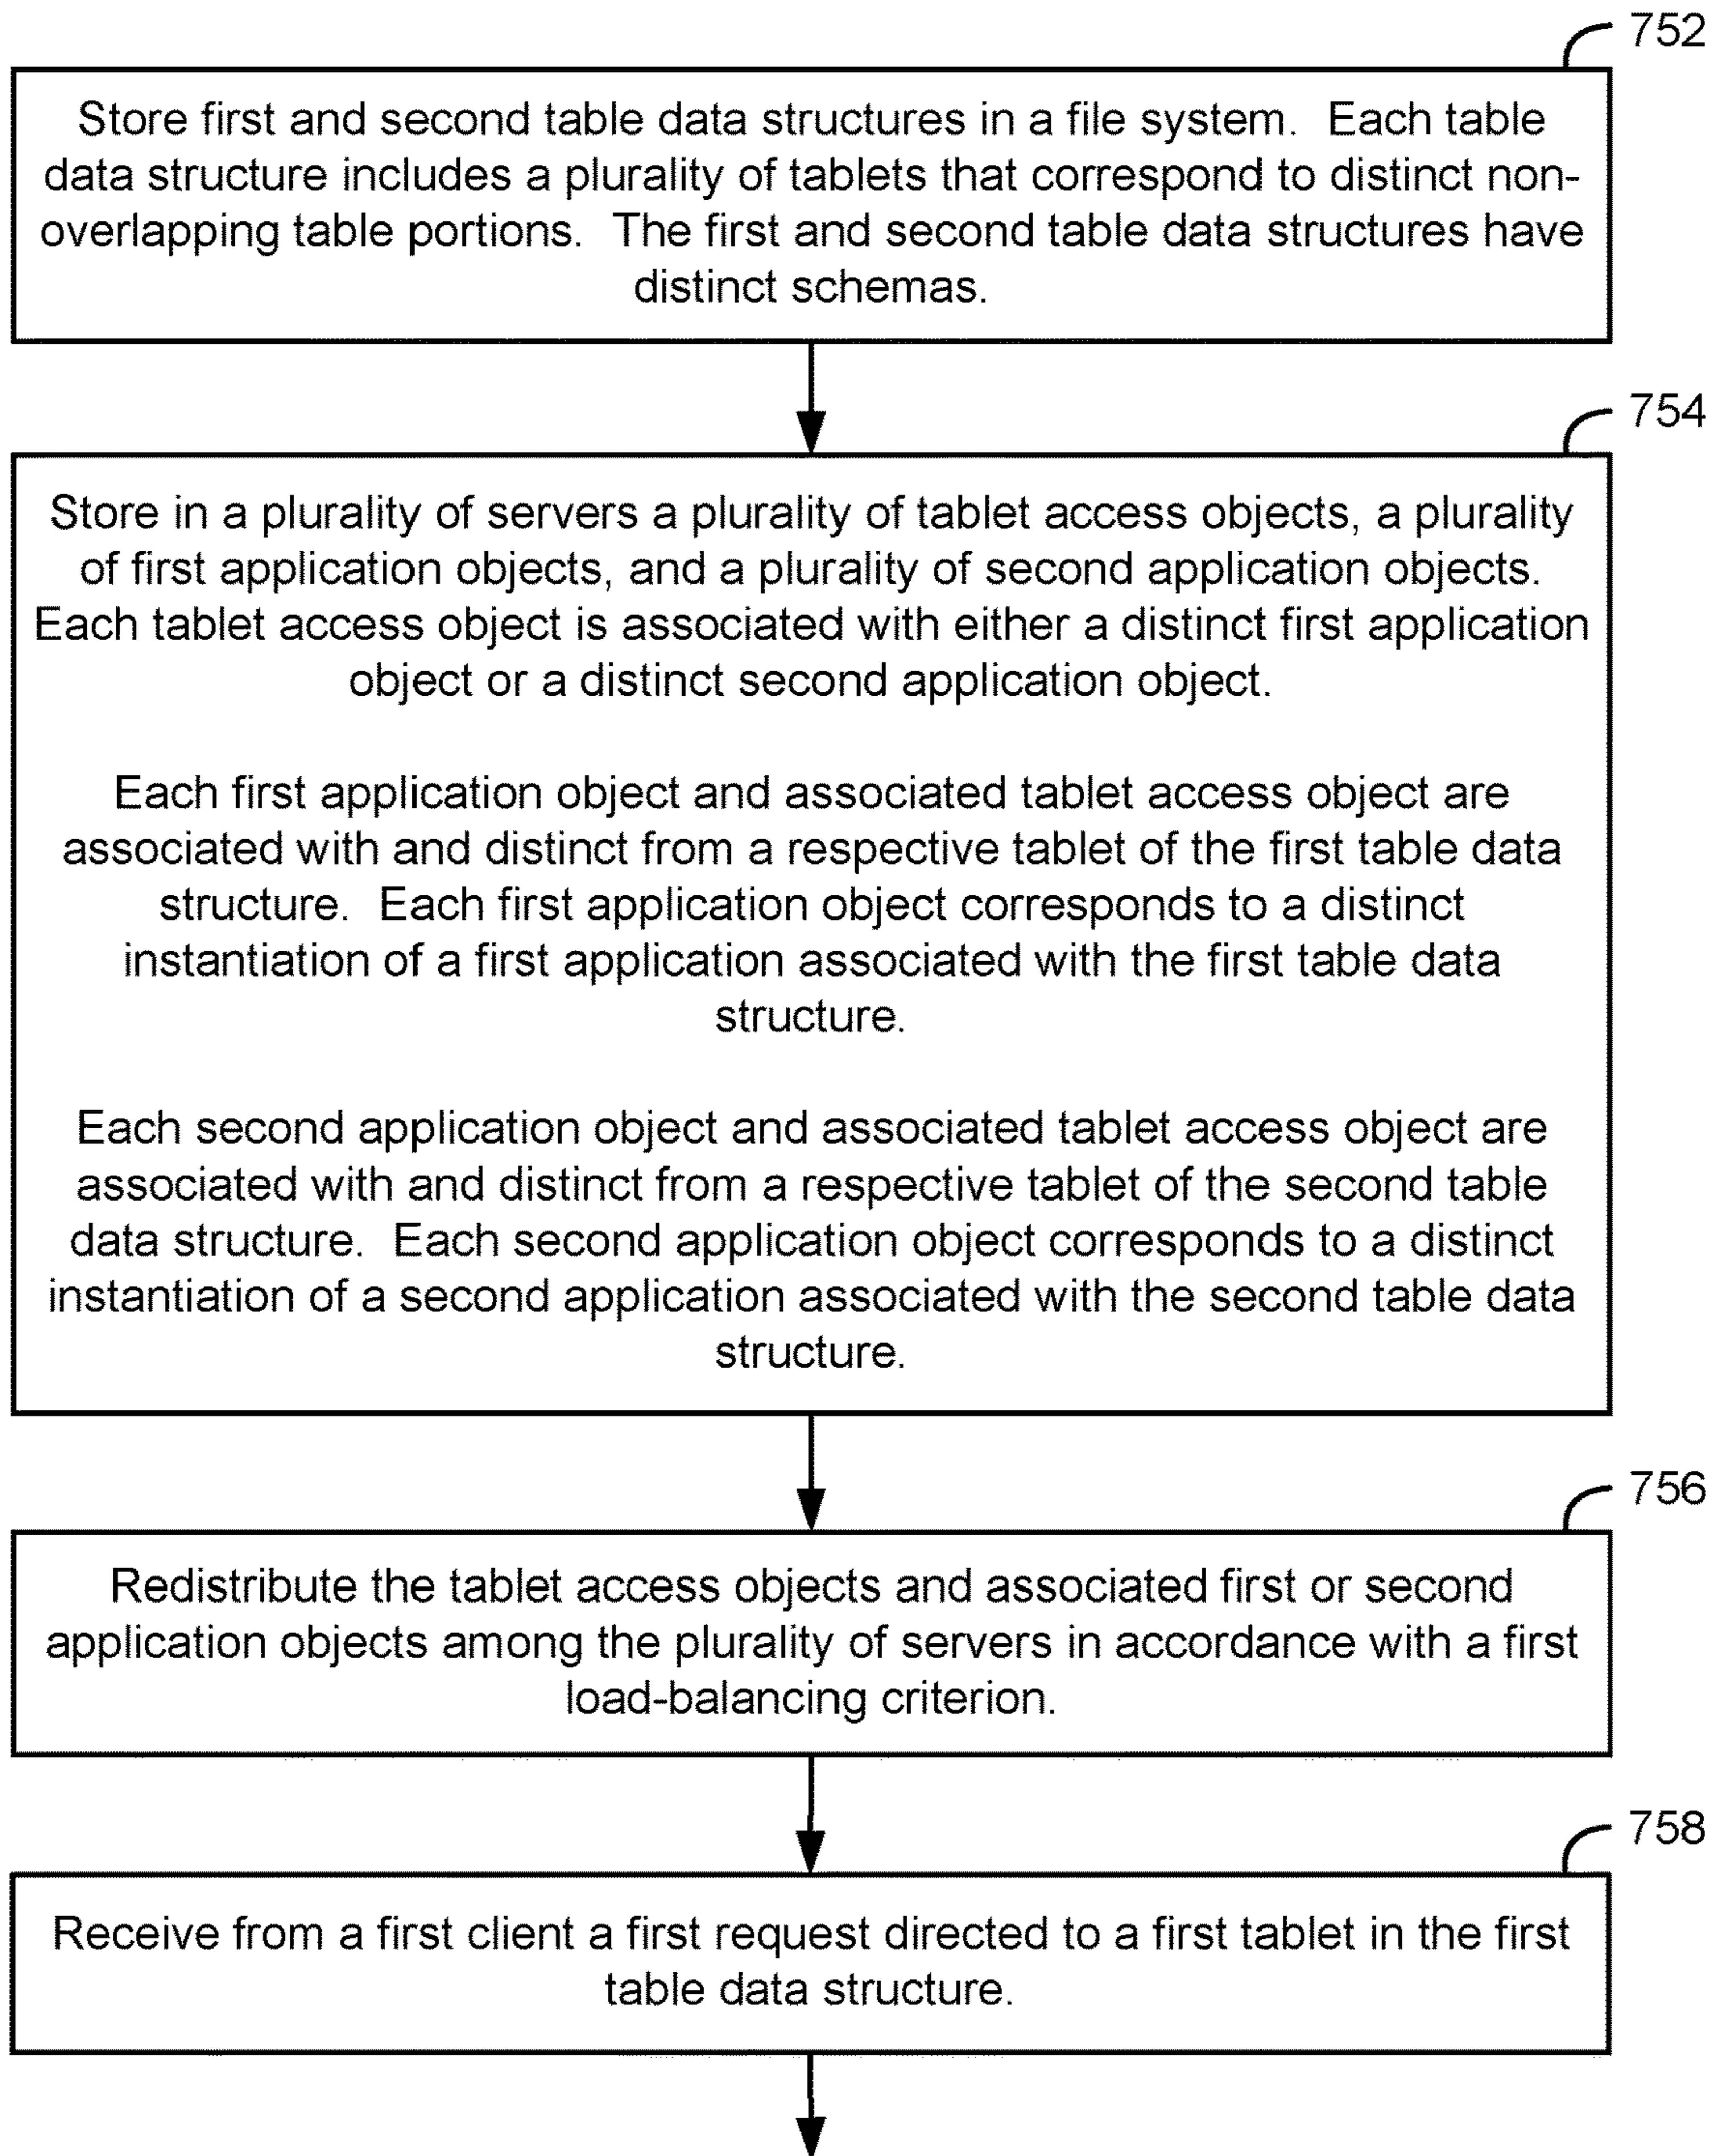 752
Store first and second table data structures in a file system. Each table
data structure includes a plurality of tablets that correspond to distinct non-
overlapping table portions. The first and second table data structures have
distinct schemas.
754
Store in a plurality of servers a plurality of tablet access objects, a plurality
of first application objects, and a plurality of second application objects.
Each tablet access object is associated with either a distinct first application
object or a distinct second application object.
Each first application object and associated tablet access object are
associated with and distinct from a respective tablet of the first table data
structure. Each first application object corresponds to a distinct
instantiation of a first application associated with the first table data
structure.
Each second application object and associated tablet access object are
associated with and distinct from a respective tablet of the second table
data structure. Each second application object corresponds to a distinct
instantiation of a second application associated with the second table data
structure.
756
Redistribute the tablet access objects and associated first or second
application objects among the plurality of servers in accordance with a first
load-balancing criterion.
758
Receive from a first client a first request directed to a first tablet in the first
table data structure.